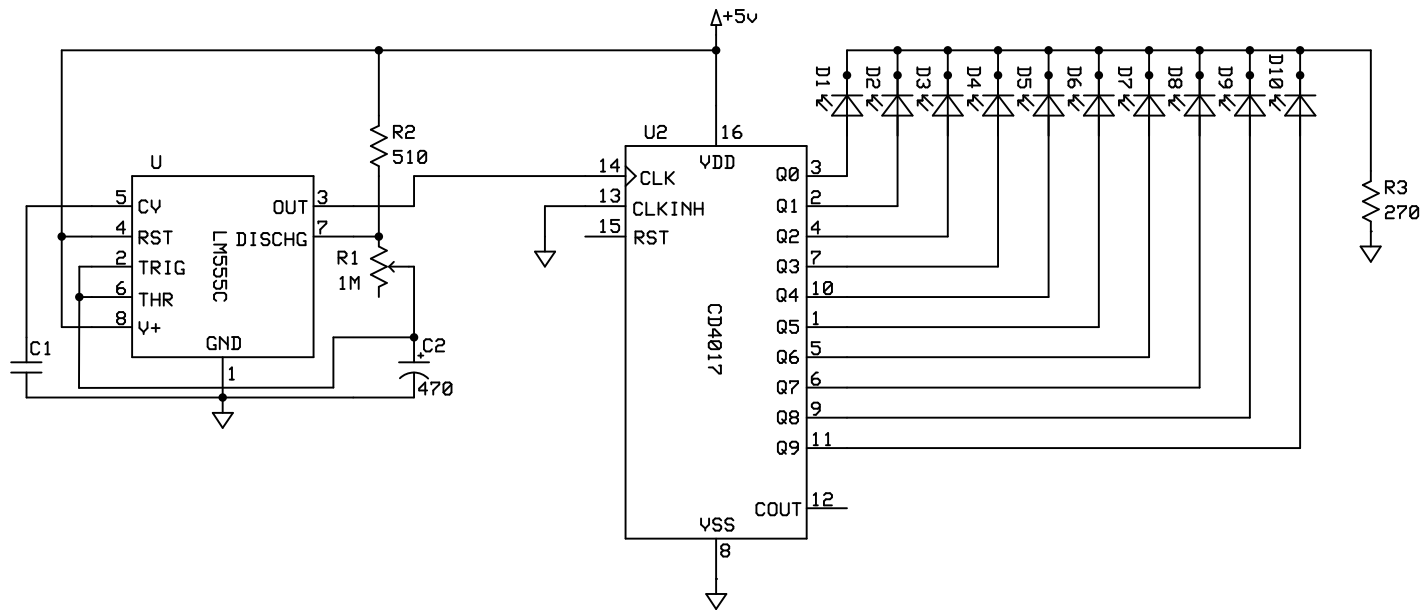 +5v
D1
D2
D3
D4
D5
D6
D7
D8
D9
D10
U
R2
510
U2
16
VDD
14
CLK
13
CLKINH
15
RST
Q0
3
Q1
2
Q2
4
Q3
7
Q4
10
Q5
1
Q6
5
Q7
6
Q8
9
Q9
11
COUT
12
VSS
8
CD4017
R3
270
5
CV
OUT
3
4
RST
DISCHG
7
2
TRIG
6
THR
8
V+
GND
1
LM555C
R1
1M
C1
+
C2
470